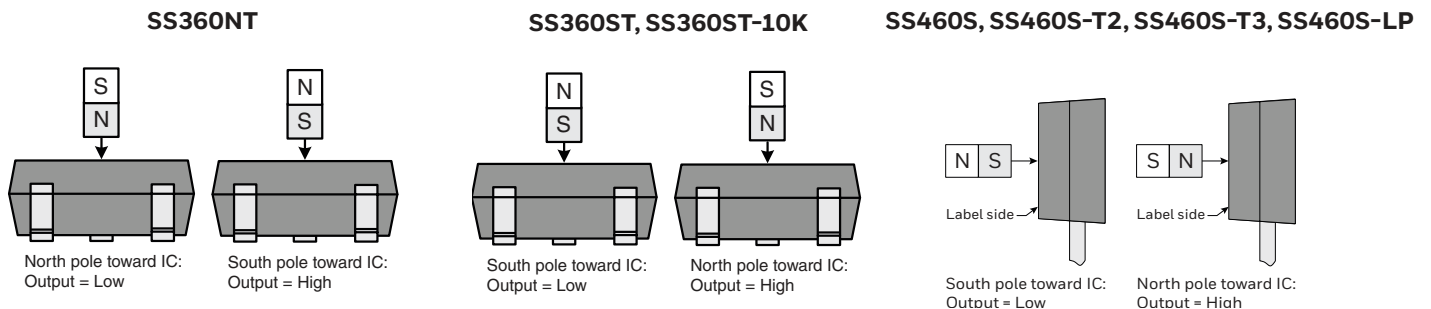 SS360NT
S
N
N
S
North pole toward IC:
Output = Low
South pole toward IC:
Output = High
SS360ST, SS360ST-10K
N
S
S
N
South pole toward IC:
Output = Low
North pole toward IC:
Output = High
SS460S, SS460S-T2, SS460S-T3, SS460S-LP
N S
S N
Label side
Label side
South pole toward IC:
Output = Low
North pole toward IC:
Output = High